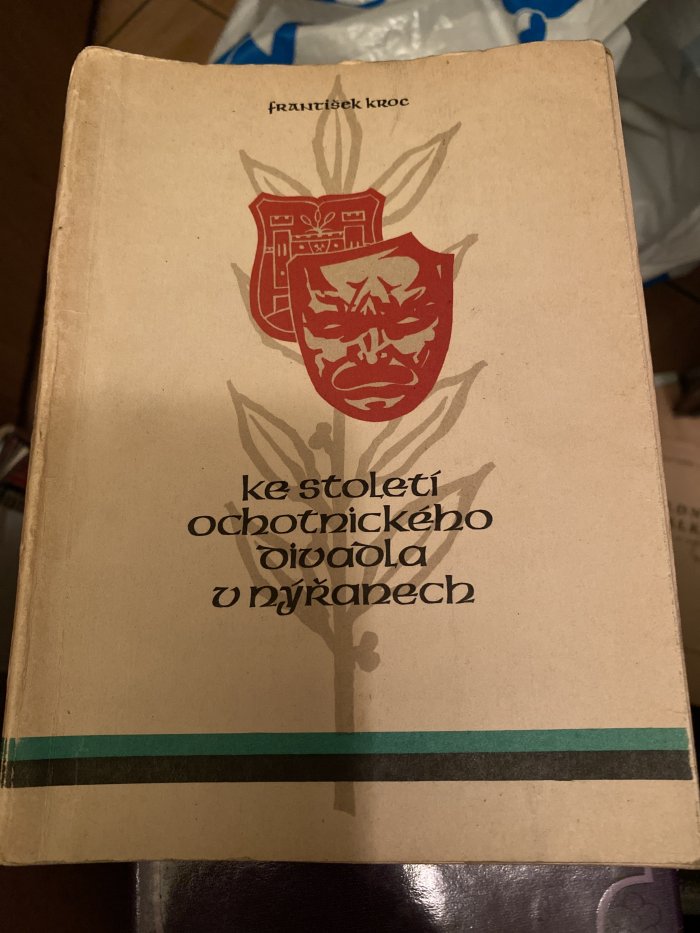 František Kroc
ke století
ochotnického
divadla
v nýřanech